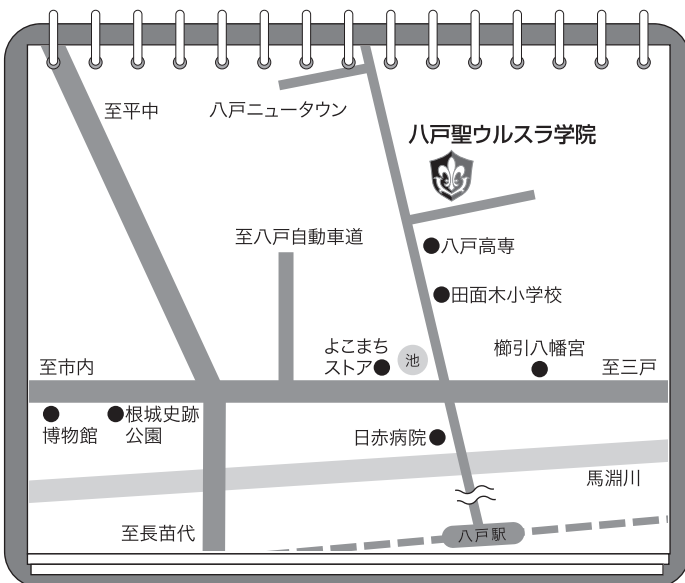 至平中
八戸ニュータウン
八戸聖ウルスラ学院
至八戸自動車道
八戸高専
田面木小学校
よこまち
ストア
池
櫛引八幡宮
至市内
至三戸
博物館
根城史跡
公園
日赤病院
馬淵川
至長苗代
八戸駅